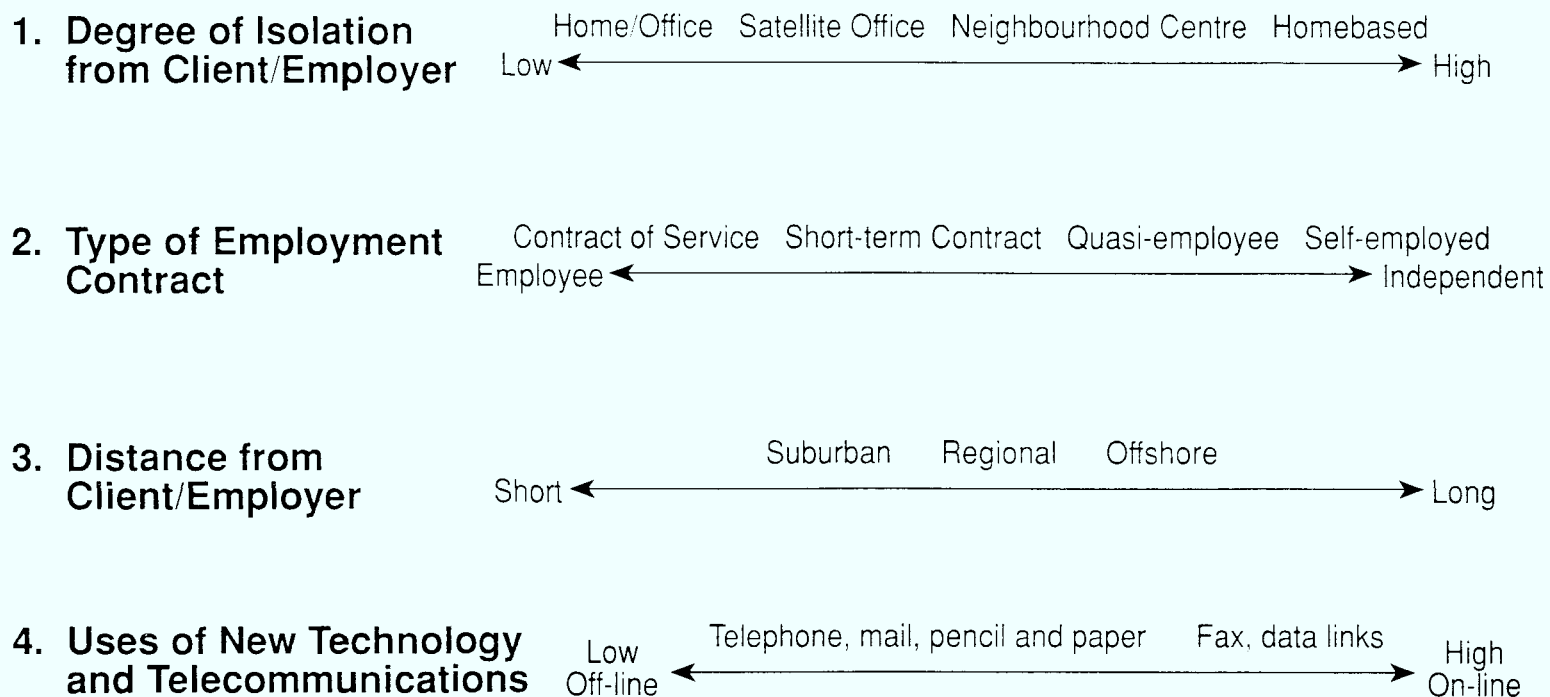 1. Degree of Isolation from Client/Employer
Home/Office Satellite Office Neighbourhood Centre Homebased
Low High
2. Type of Employment Contract
Contract of Service Short-term Contract Quasi-employee Self-employed
Employee Independent
3. Distance from Client/Employer
Suburban Regional Offshore
Short Long
4. Uses of New Technology and Telecommunications
Telephone, mail, pencil and paper Fax, data links
Low Off-line High On-line